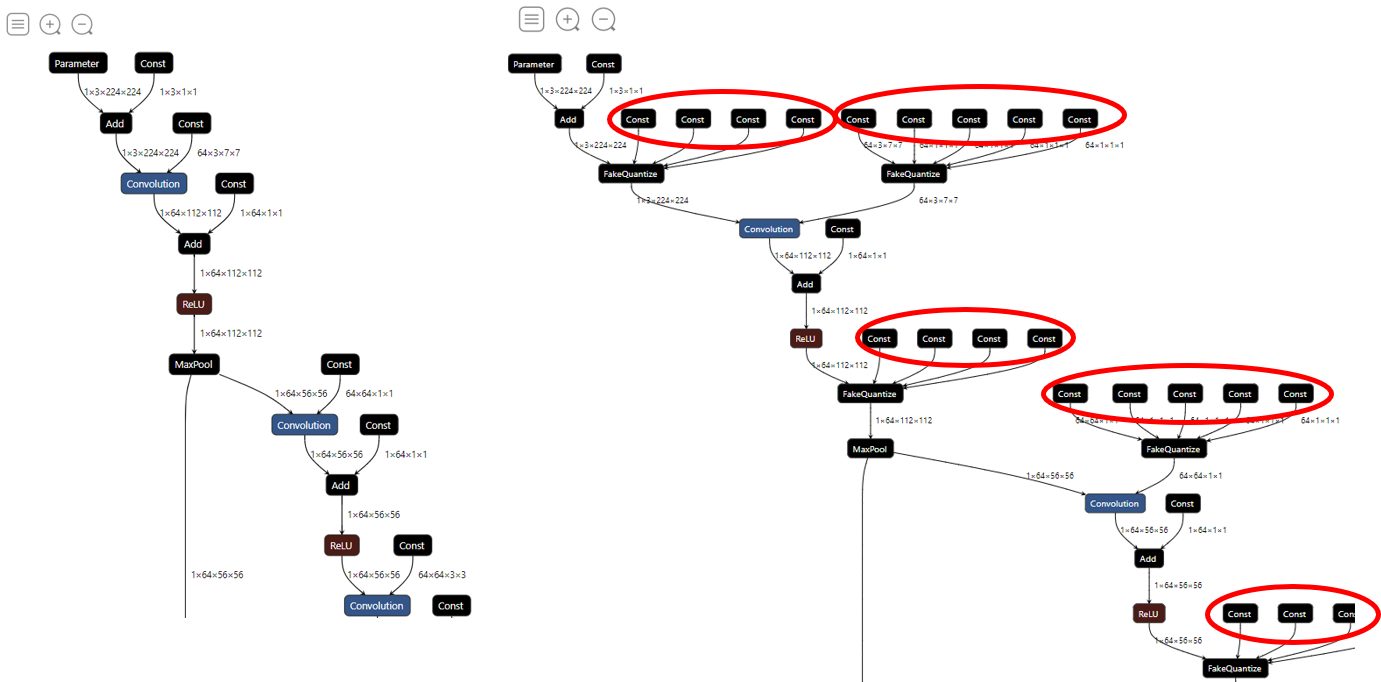 Parameter Const
1×3×224×224 1×3×1×1
Add Const
1×3×224×224 64×3×7×7
Convolution Const
1×64×112×112 1×64×1×1
Add
1×64×112×112
ReLU
1×64×112×112
MaxPool Const
1×64×56×56 64×64×1×1
Convolution Const
1×64×56×56 1×64×1×1
Add
1×64×56×56
ReLU Const
1×64×56×56 1×64×56×56 64×64×3×3
Convolution Const
Parameter Const
1×3×224×224 1×3×1×1
Add Const Const Const Const Const Const Const Const Const
1×3×224×224 64×3×7×7 64×1×1×1
FakeQuantize FakeQuantize
1×3×224×224 64×3×7×7
Convolution Const
1×64×112×112 1×64×1×1
Add
1×64×112×112
ReLU Const Const Const Const
1×64×112×112
FakeQuantize Const Const Const Const Const
1×64×112×112 64×1×1×1
MaxPool FakeQuantize
1×64×56×56 64×64×1×1
Convolution Const
1×64×56×56 1×64×1×1
Add
1×64×56×56
ReLU Const Const
1×64×56×56
FakeQuantize